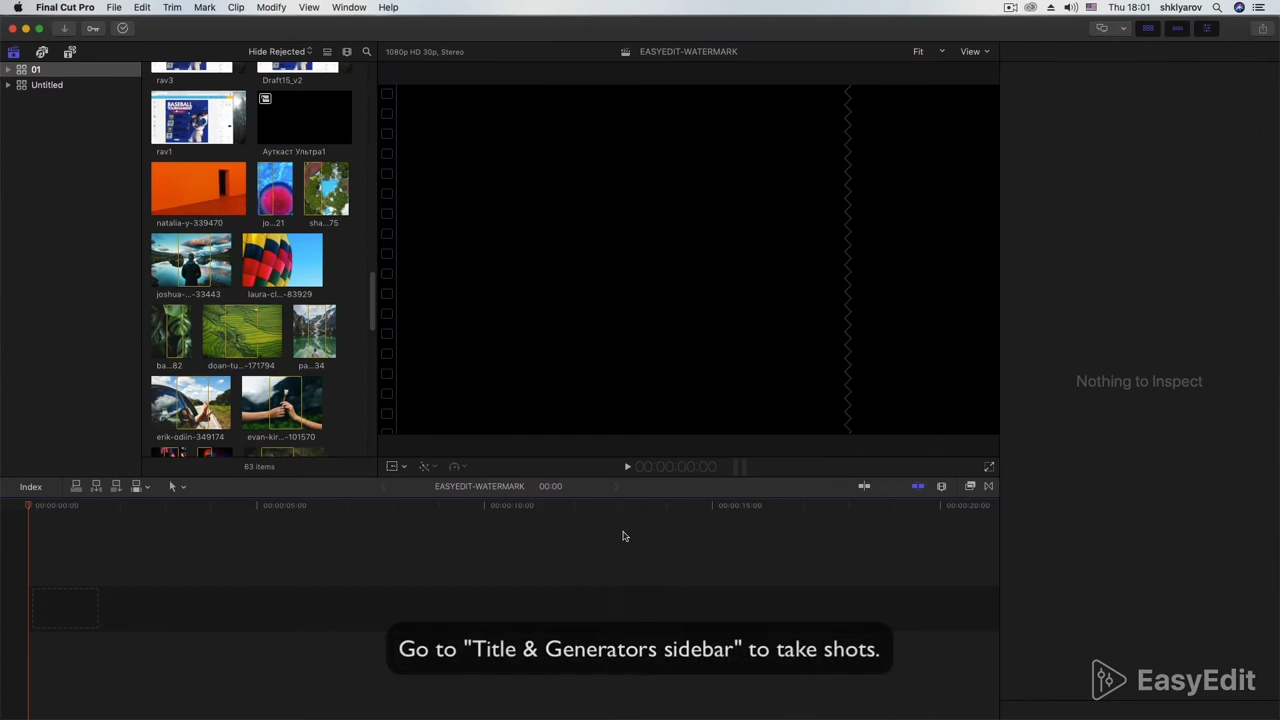 Final Cut Pro File Edit Trim Mark Clip Modify View Window Help
Thu 18:01 shklyarov
Hide Rejected
1080p HD 30p, Stereo
EASYEDIT-WATERMARK
Fit
View
01
Untitled
rav3
Draft15_v2
rav1
Ауткаст Ультра1
natalia-y-339470
jo...21
sha...75
joshua-...-33443
laura-cl...-83929
ba...82
doan-tu...-171794
pa...34
erik-odiin-349174
evan-kir...-101570
63 items
Nothing to Inspect
00:00:00:00
Index
EASYEDIT-WATERMARK 00:00
00:00:00:00
00:00:05:00
00:00:10:00
00:00:15:00
00:00:20:00
Go to "Title & Generators sidebar" to take shots.
EasyEdit